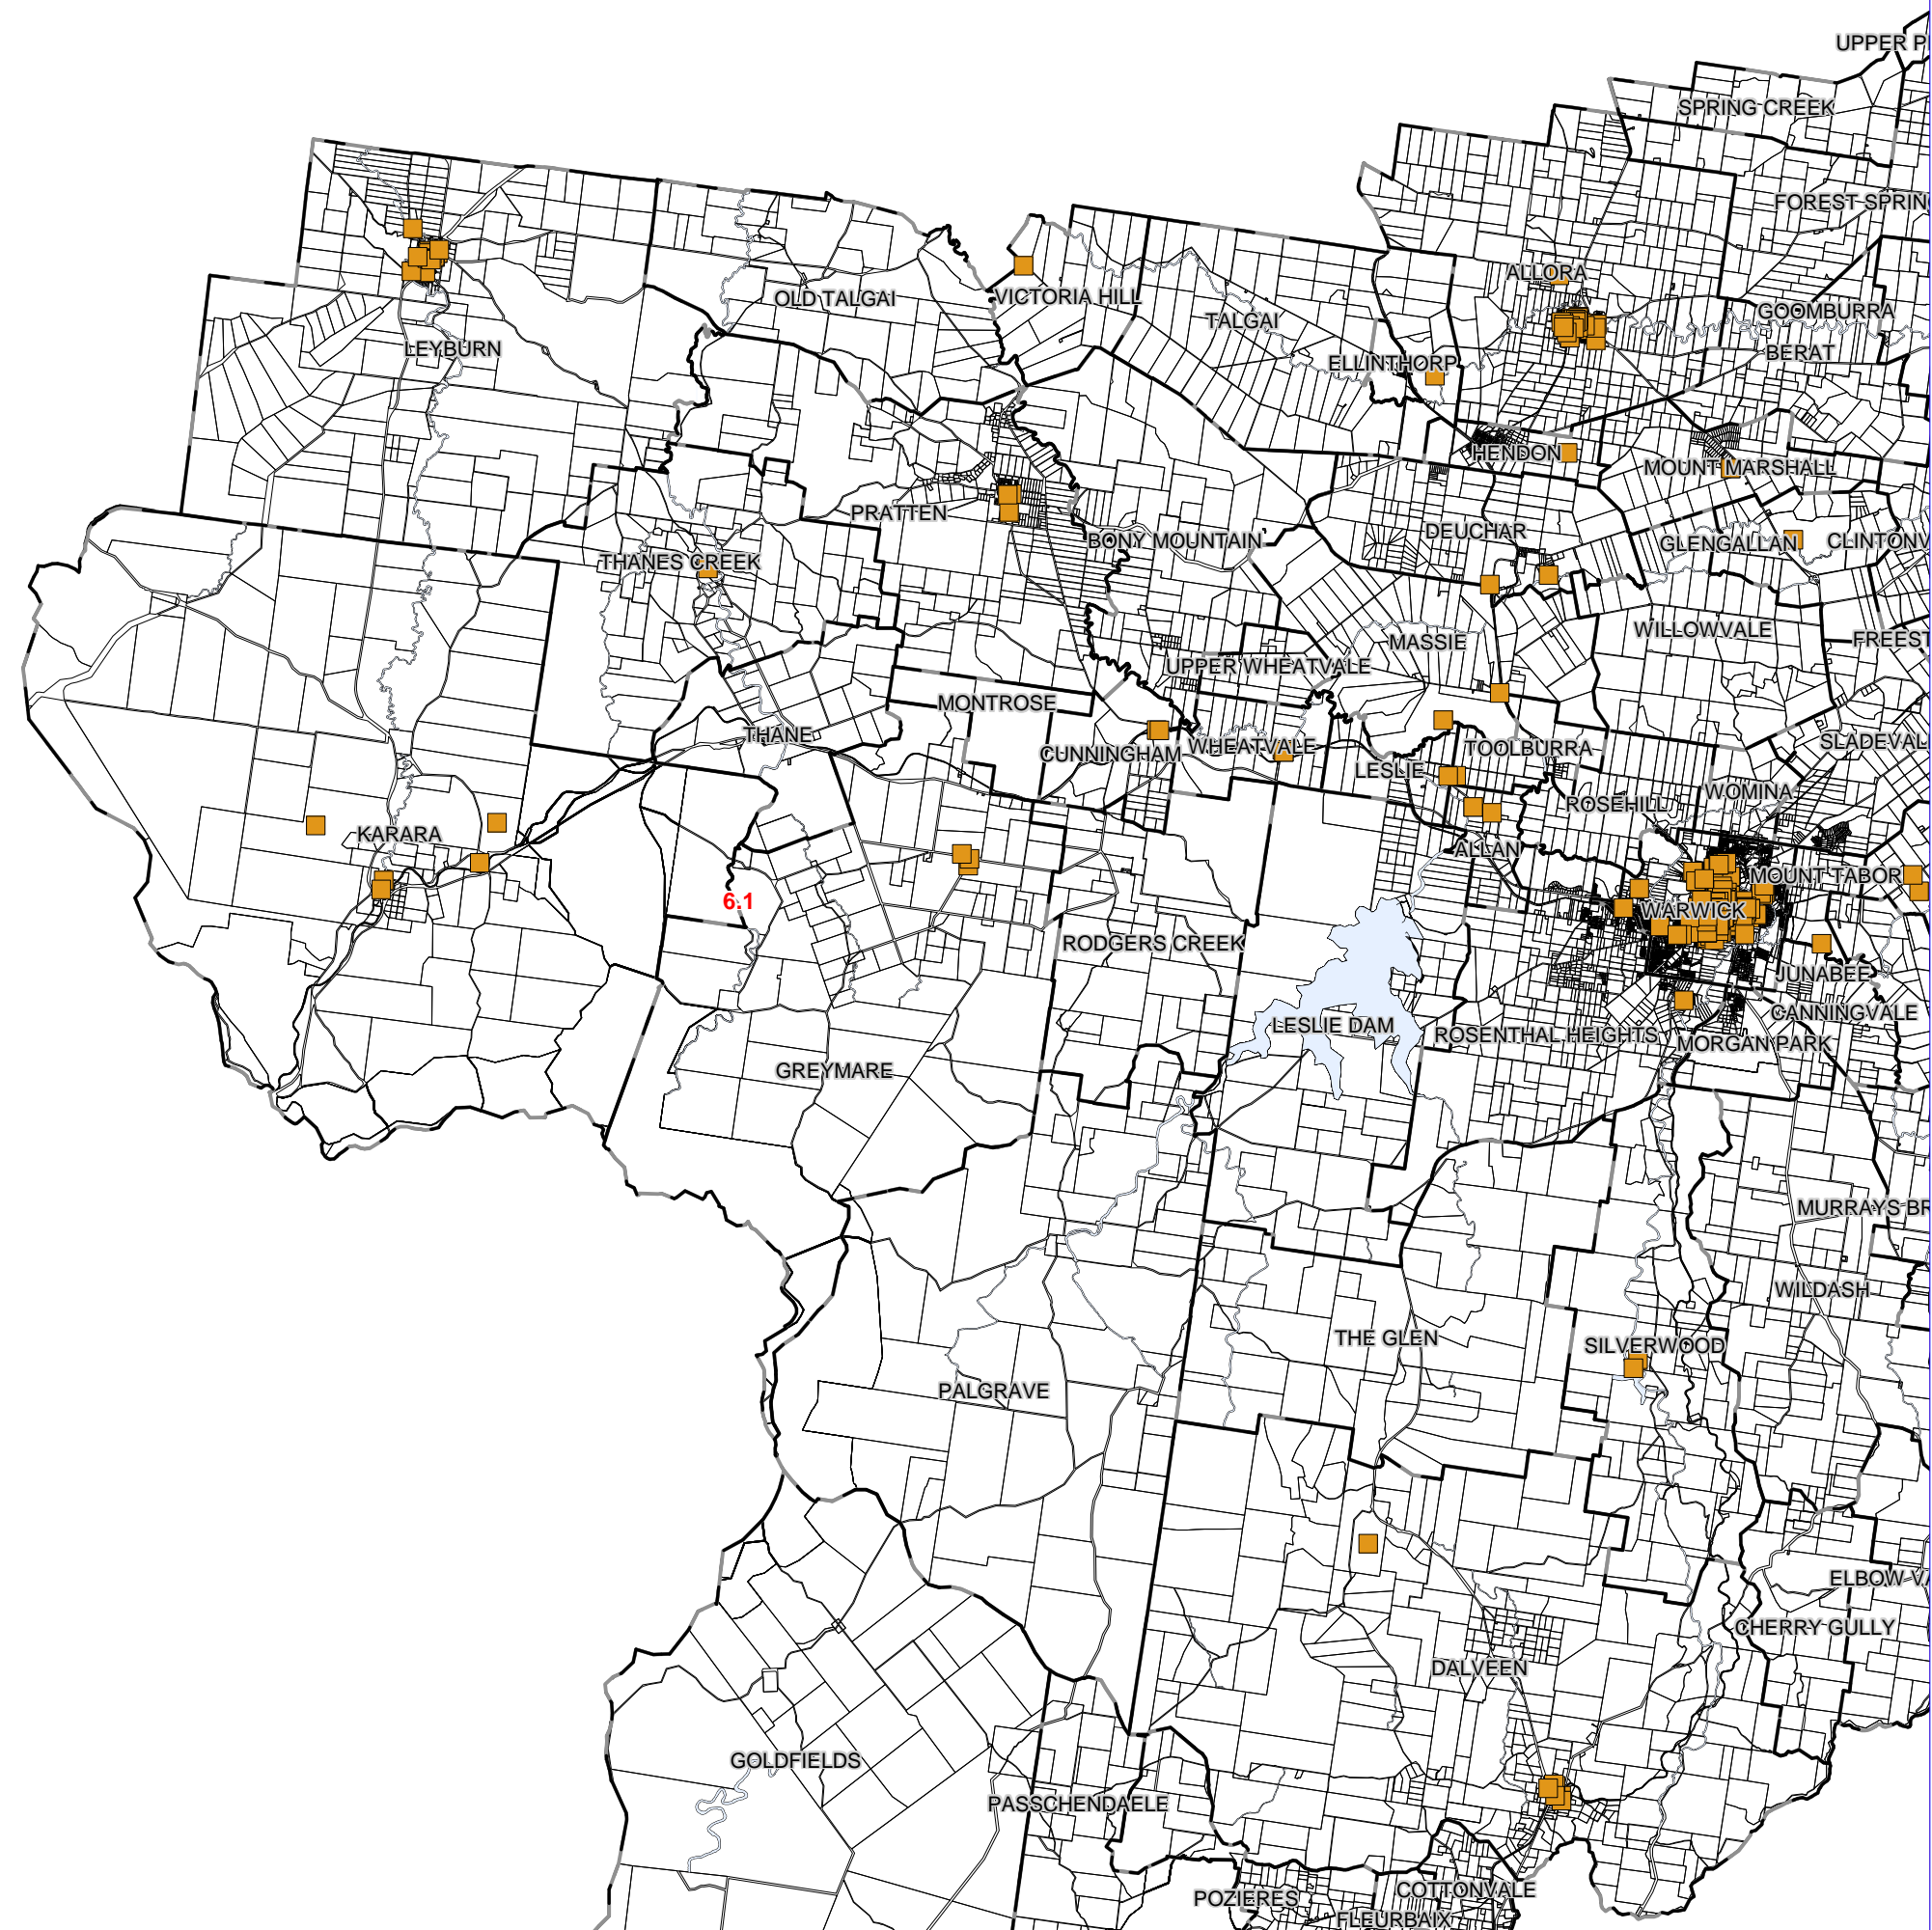 UPPER P
SPRING CREEK
FOREST SPRIN
ALLORA
OLD TALGAI
VICTORIA HILL
GOOMBURRA
TALGAI
LEYBURN
BERAT
ELLINTHORP
HENDON
MOUNT MARSHALL
PRATTEN
DEUCHAR
BONY MOUNTAIN
GLENGALLAN
CLINTONV
THANES CREEK
WILLOWVALE
FREEST
MASSIE
UPPER WHEATVALE
MONTROSE
THANE
SLADEVAL
CUNNINGHAM
WHEATVALE
TOOLBURRA
LESLIE
WOMINA
ROSEHILL
KARARA
ALLAN
MOUNT TABOR
6.1
WARWICK
RODGERS CREEK
JUNABEE
CANNINGVALE
LESLIE DAM
ROSENTHAL HEIGHTS
MORGAN PARK
GREYMARE
MURRAYS BR
WILDASH
THE GLEN
SILVERWOOD
PALGRAVE
ELBOW VA
CHERRY GULLY
DALVEEN
GOLDFIELDS
PASSCHENDAELE
POZIERES
COTTONVALE
FLEURBAIX